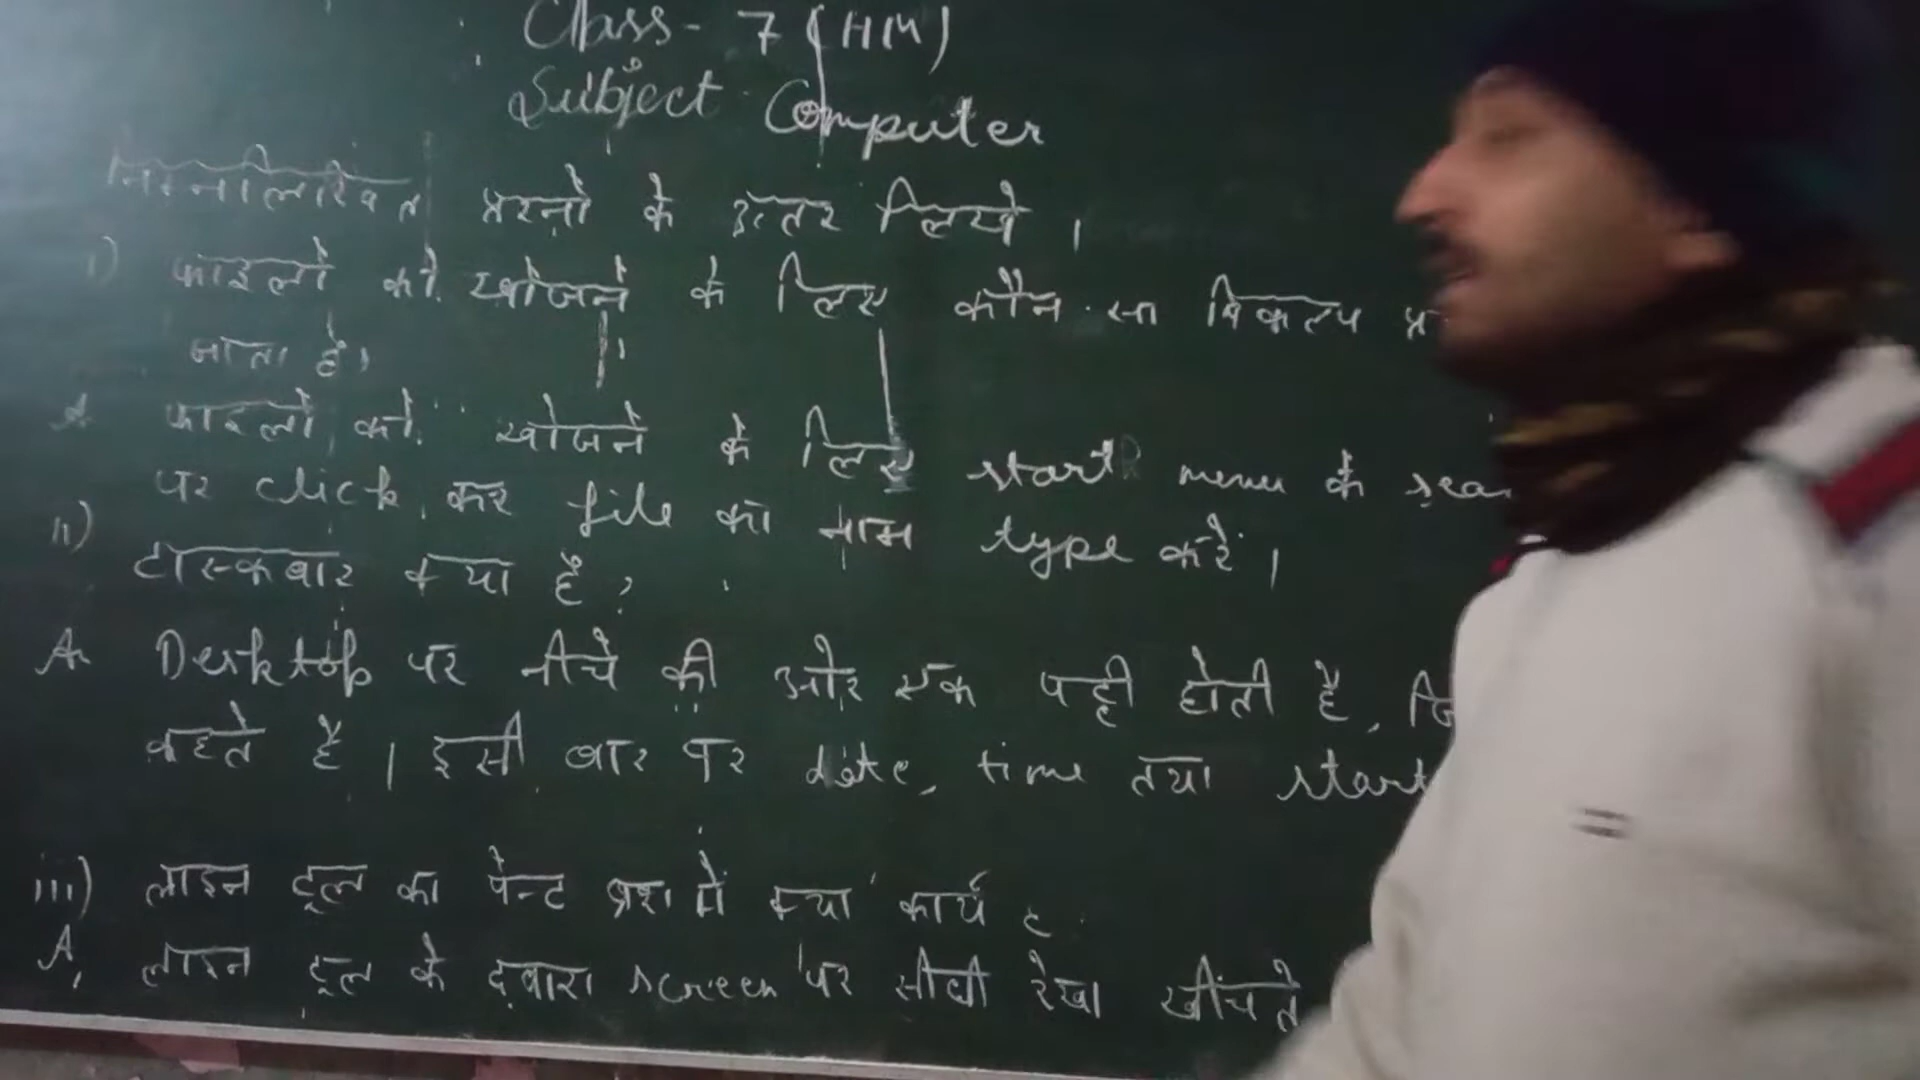 Class - 7 (HM)
Subject Computer
निम्नलिखित प्रश्नों के उत्तर लिखे ।
i) फाइलों को खोजने के लिए कौन सा विकल्प
जाता है।
A. फाइलों को खोजने के लिए start menu के sear
पर click कर file का नाम type करें ।
ii) टास्कबार क्या है ?
A Desktop पर नीचे की ओर एक पट्टी होती है,
कहते हैं । इसी बार पर date, time तथा start
iii) लाइन टूल का पेन्ट ब्रश में क्या कार्य
A, लाइन टूल के द्वारा screen पर सीधी रेखा खींचते